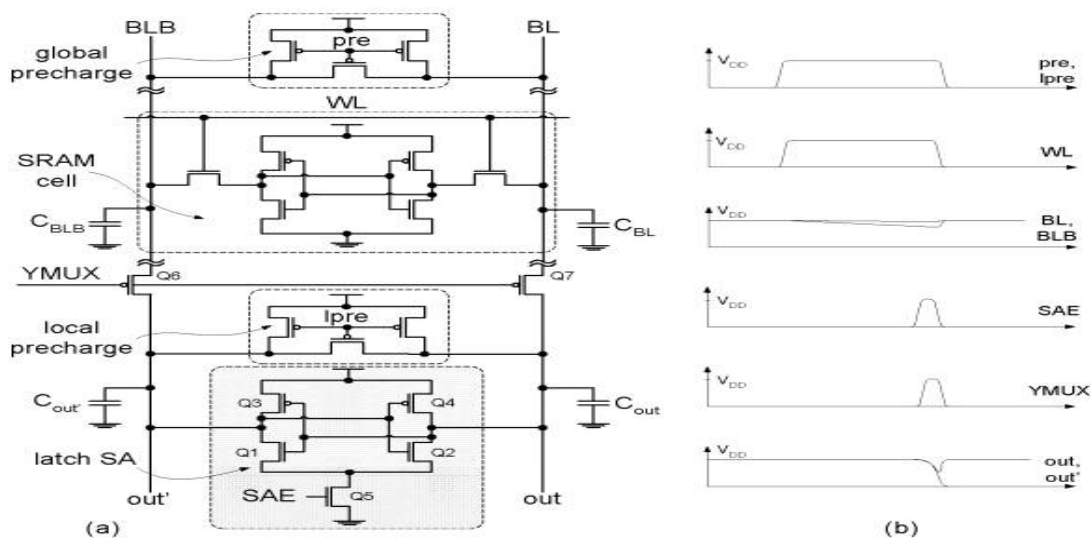 BLB
BL
global
precharge
pre
WL
SRAM
cell
C_BLB
C_BL
YMUX
Q6
Q7
local
precharge
lpre
C_out'
C_out
Q3
Q4
Q1
Q2
latch SA
SAE
Q5
out'
out
(a)
V_DD
pre,
lpre
V_DD
WL
V_DD
BL,
BLB
V_DD
SAE
V_DD
YMUX
V_DD
out,
out'
(b)